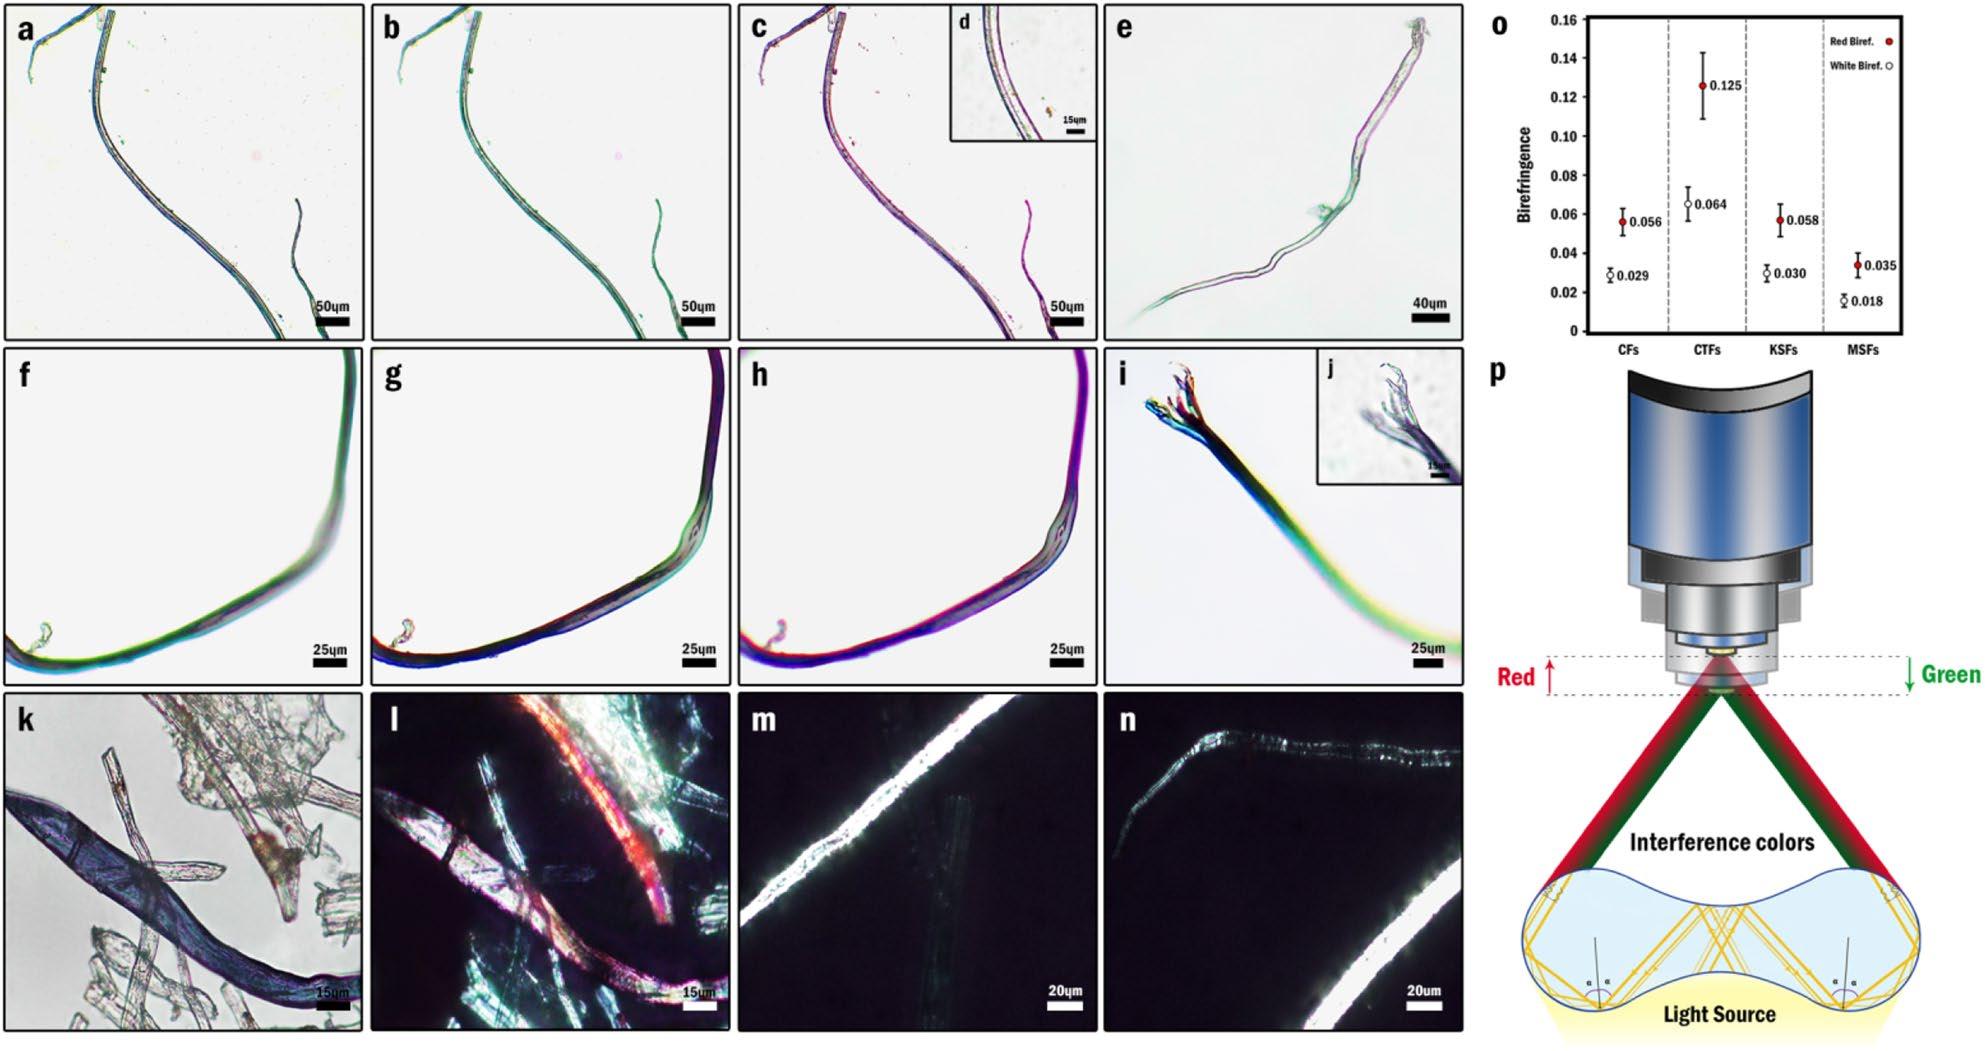 a
50µm
b
50µm
c
50µm
d
15µm
e
40µm
f
25µm
g
25µm
h
25µm
i
25µm
j
15µm
k
15µm
l
15µm
m
20µm
n
20µm
o
Birefringence
0.16
0.14
0.12
0.10
0.08
0.06
0.04
0.02
0
Red Biref.
White Biref.
0.056
0.029
0.125
0.064
0.058
0.030
0.035
0.018
CFs CTFs KSFs MSFs
p
Red
Green
Interference colors
α α
α α
Light Source